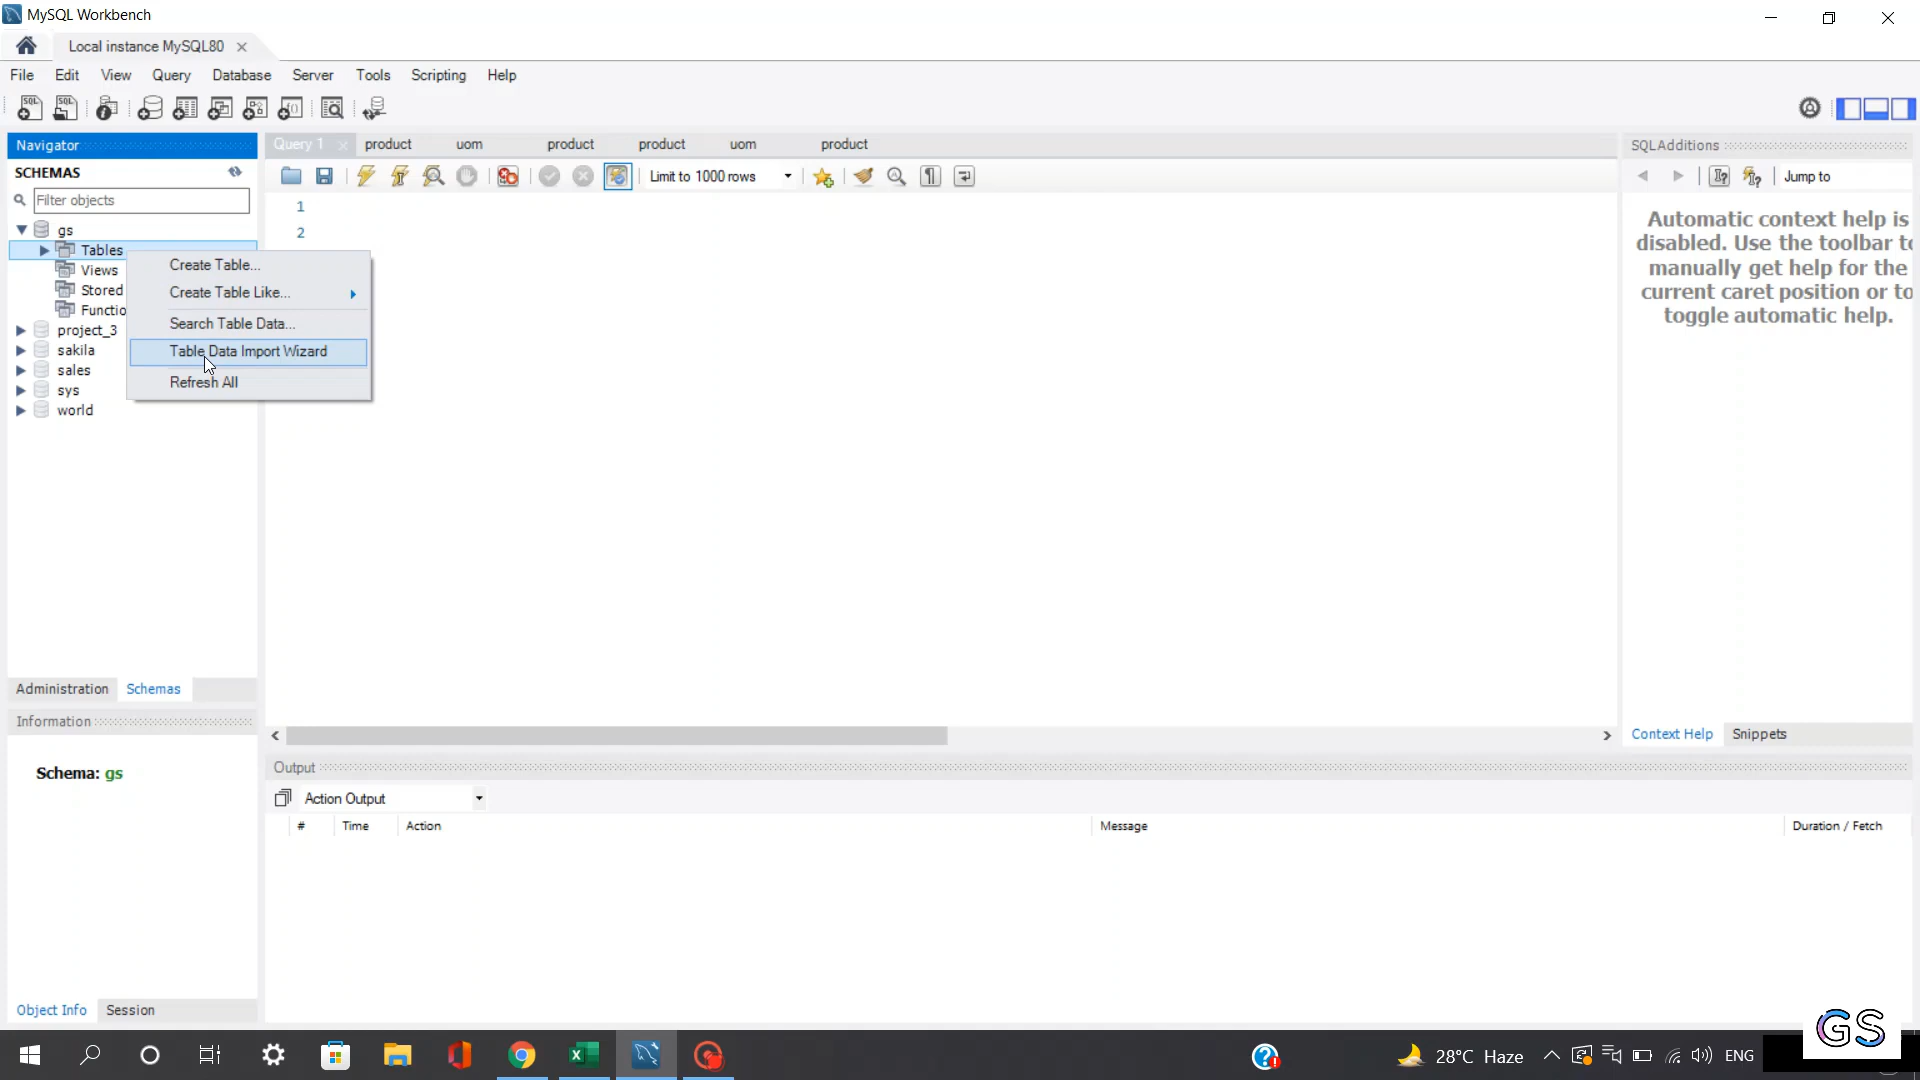 MySQL Workbench
Local instance MySQL80
File Edit View Query Database Server Tools Scripting Help
Navigator
SCHEMAS
Filter objects
gs
Tables
Views
Stored
Functio
project_3
sakila
sales
sys
world
Create Table...
Create Table Like...
Search Table Data...
Table Data Import Wizard
Refresh All
Administration Schemas
Information
Schema: gs
Object Info Session
Query 1 product uom product product uom product
Limit to 1000 rows
1
2
Output
Action Output
# Time Action Message Duration / Fetch
SQLAdditions
Jump to
Automatic context help is
disabled. Use the toolbar to
manually get help for the
current caret position or to
toggle automatic help.
Context Help Snippets
28°C Haze ENG
GS